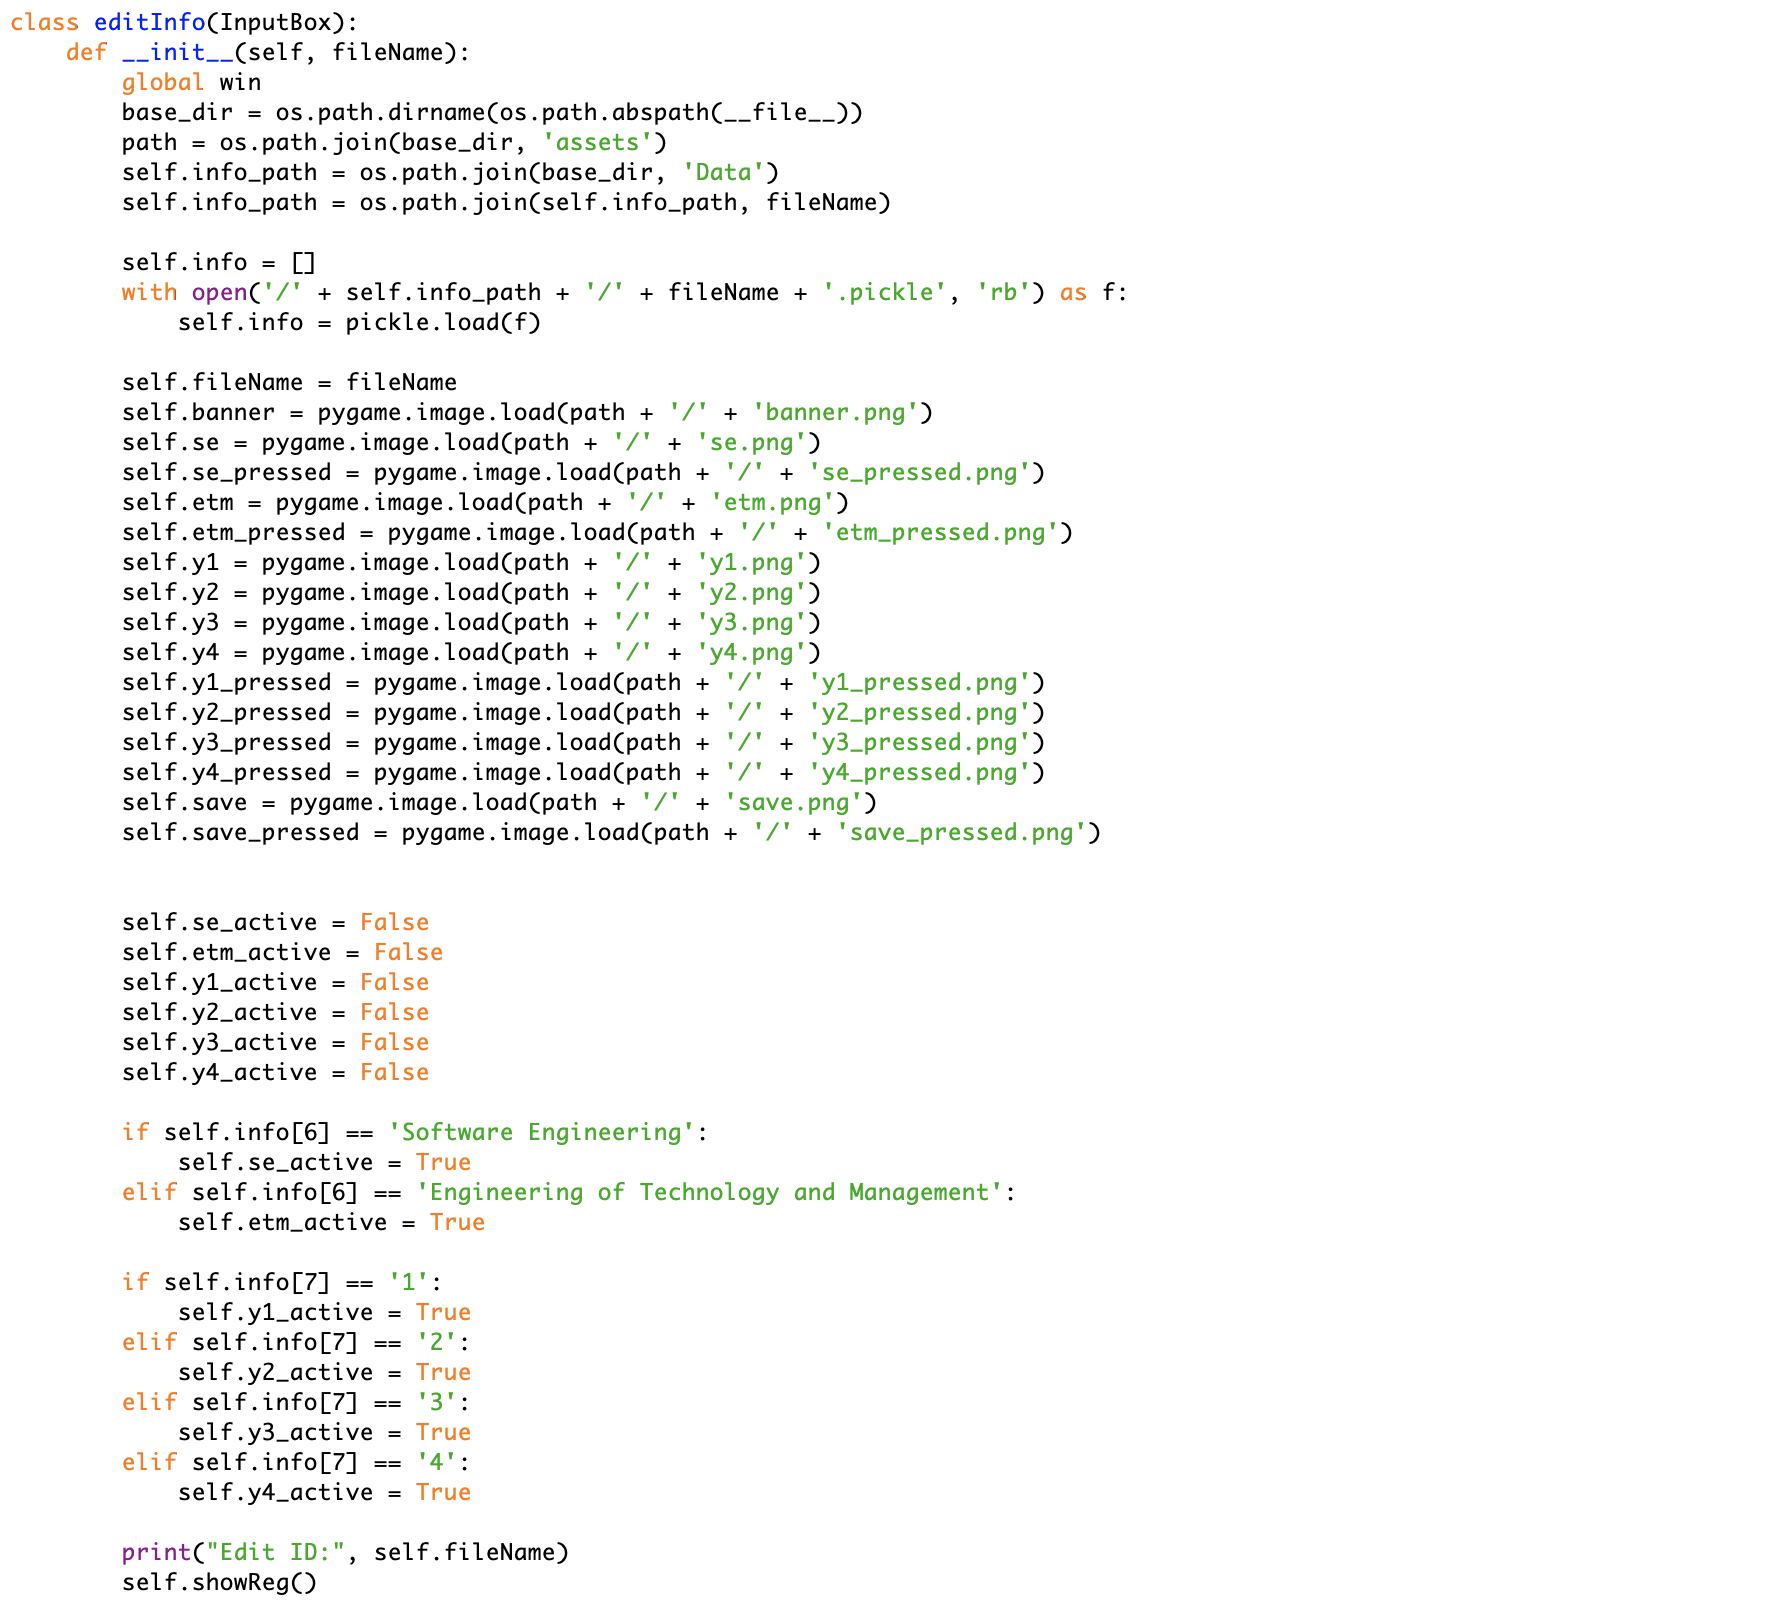 class editInfo(InputBox):
    def __init__(self, fileName):
        global win
        base_dir = os.path.dirname(os.path.abspath(__file__))
        path = os.path.join(base_dir, 'assets')
        self.info_path = os.path.join(base_dir, 'Data')
        self.info_path = os.path.join(self.info_path, fileName)

        self.info = []
        with open('/' + self.info_path + '/' + fileName + '.pickle', 'rb') as f:
            self.info = pickle.load(f)

        self.fileName = fileName
        self.banner = pygame.image.load(path + '/' + 'banner.png')
        self.se = pygame.image.load(path + '/' + 'se.png')
        self.se_pressed = pygame.image.load(path + '/' + 'se_pressed.png')
        self.etm = pygame.image.load(path + '/' + 'etm.png')
        self.etm_pressed = pygame.image.load(path + '/' + 'etm_pressed.png')
        self.y1 = pygame.image.load(path + '/' + 'y1.png')
        self.y2 = pygame.image.load(path + '/' + 'y2.png')
        self.y3 = pygame.image.load(path + '/' + 'y3.png')
        self.y4 = pygame.image.load(path + '/' + 'y4.png')
        self.y1_pressed = pygame.image.load(path + '/' + 'y1_pressed.png')
        self.y2_pressed = pygame.image.load(path + '/' + 'y2_pressed.png')
        self.y3_pressed = pygame.image.load(path + '/' + 'y3_pressed.png')
        self.y4_pressed = pygame.image.load(path + '/' + 'y4_pressed.png')
        self.save = pygame.image.load(path + '/' + 'save.png')
        self.save_pressed = pygame.image.load(path + '/' + 'save_pressed.png')


        self.se_active = False
        self.etm_active = False
        self.y1_active = False
        self.y2_active = False
        self.y3_active = False
        self.y4_active = False

        if self.info[6] == 'Software Engineering':
            self.se_active = True
        elif self.info[6] == 'Engineering of Technology and Management':
            self.etm_active = True

        if self.info[7] == '1':
            self.y1_active = True
        elif self.info[7] == '2':
            self.y2_active = True
        elif self.info[7] == '3':
            self.y3_active = True
        elif self.info[7] == '4':
            self.y4_active = True

        print("Edit ID:", self.fileName)
        self.showReg()